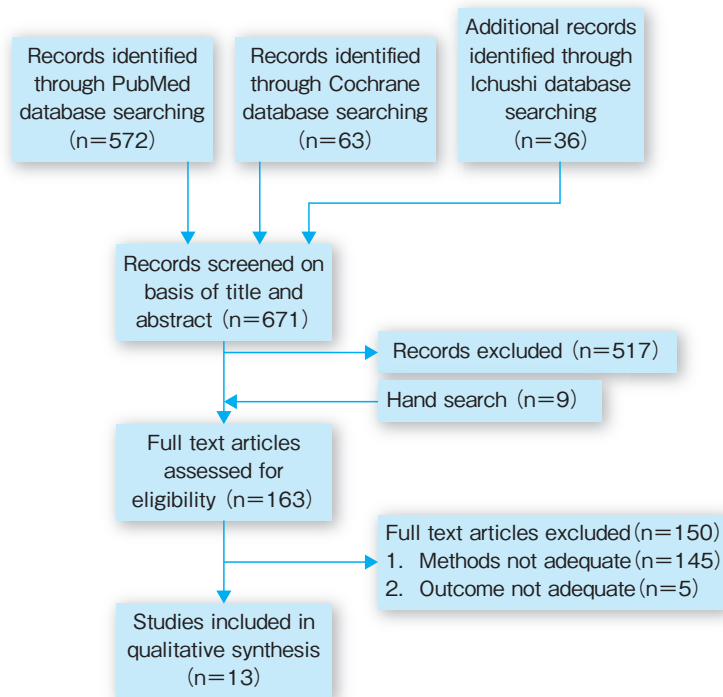 Records identified
through PubMed
database searching
(n=572)
Records identified
through Cochrane
database searching
(n=63)
Additional records
identified through
Ichushi database
searching
(n=36)
Records screened on
basis of title and
abstract (n=671)
Records excluded (n=517)
Hand search (n=9)
Full text articles
assessed for
eligibility (n=163)
Full text articles excluded(n=150)
1. Methods not adequate(n=145)
2. Outcome not adequate(n=5)
Studies included in
qualitative synthesis
(n=13)